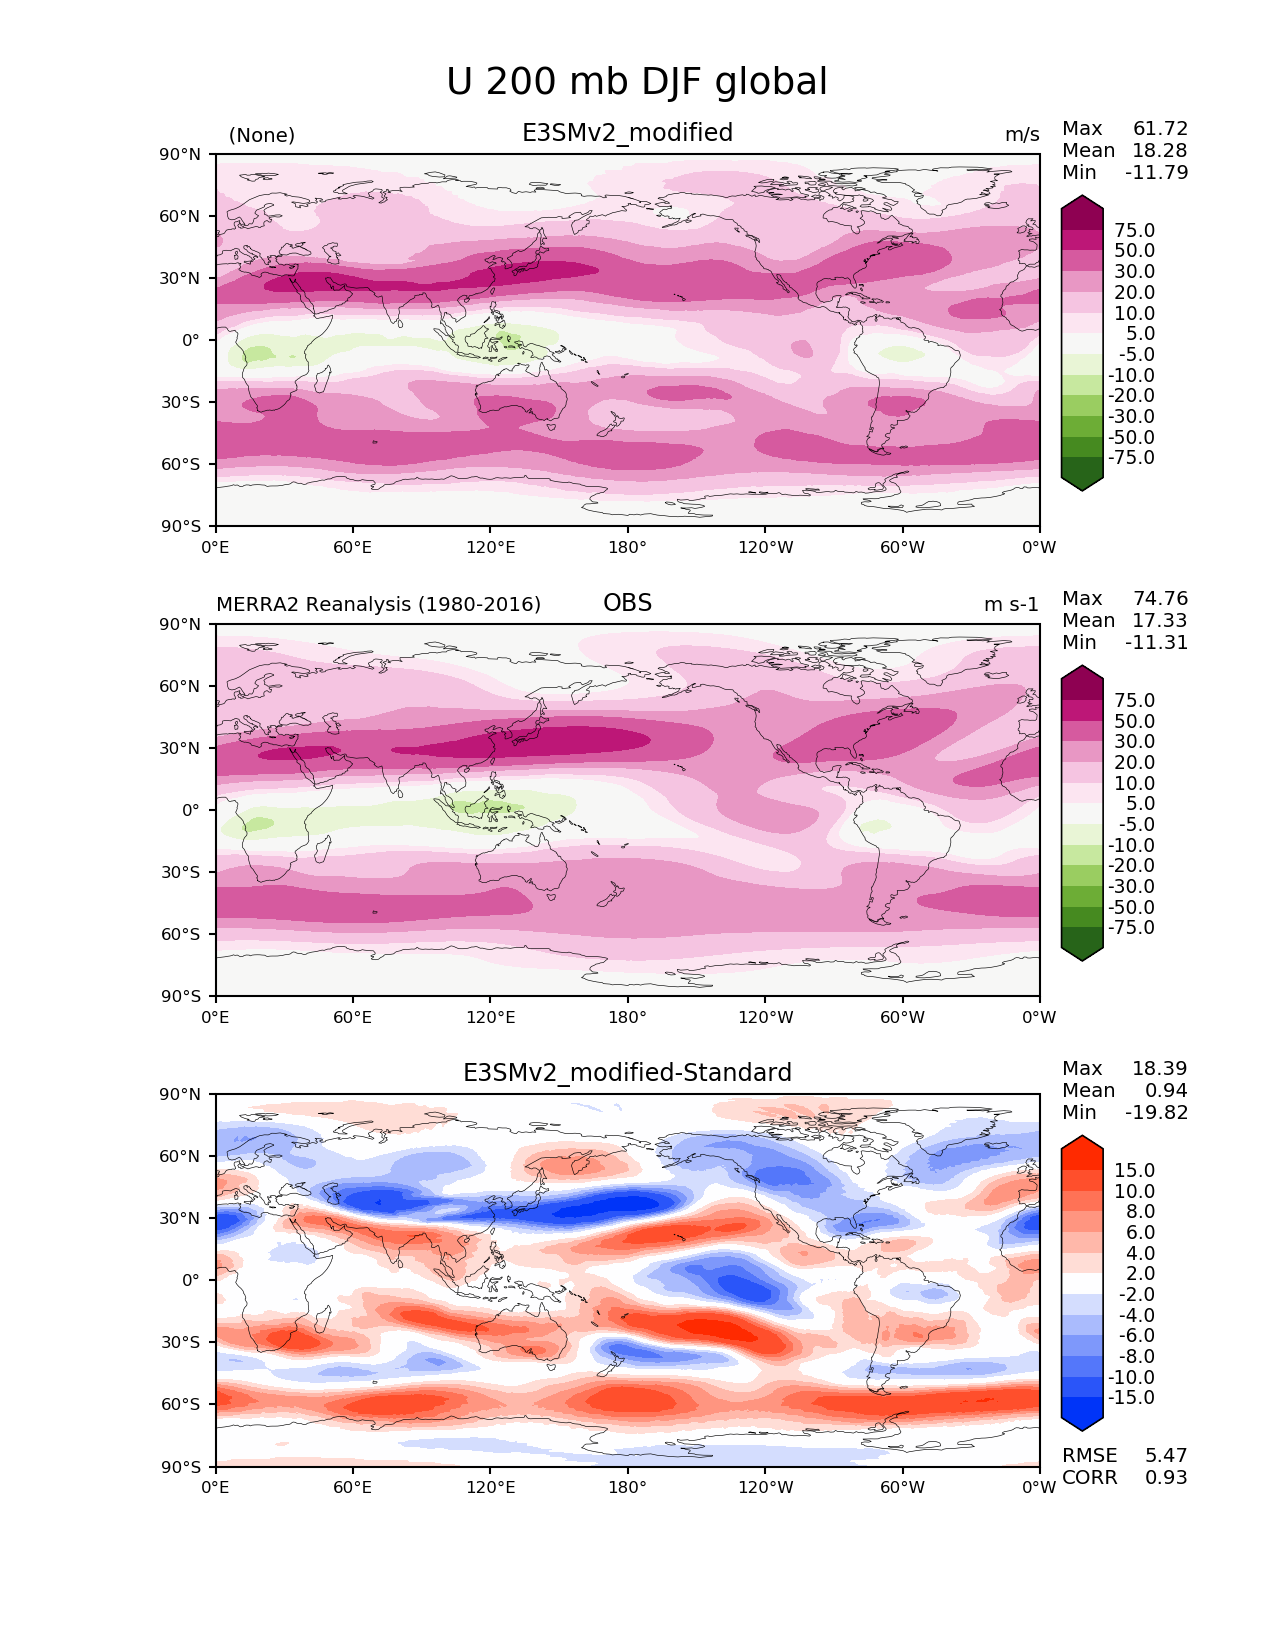 U 200 mb DJF global
(None) E3SMv2_modified m/s
Max 61.72
Mean 18.28
Min -11.79
90°N
60°N
30°N
0°
30°S
60°S
90°S
0°E 60°E 120°E 180° 120°W 60°W 0°W
75.0
50.0
30.0
20.0
10.0
5.0
-5.0
-10.0
-20.0
-30.0
-50.0
-75.0
MERRA2 Reanalysis (1980-2016) OBS m s-1
Max 74.76
Mean 17.33
Min -11.31
90°N
60°N
30°N
0°
30°S
60°S
90°S
0°E 60°E 120°E 180° 120°W 60°W 0°W
75.0
50.0
30.0
20.0
10.0
5.0
-5.0
-10.0
-20.0
-30.0
-50.0
-75.0
E3SMv2_modified-Standard
Max 18.39
Mean 0.94
Min -19.82
90°N
60°N
30°N
0°
30°S
60°S
90°S
0°E 60°E 120°E 180° 120°W 60°W 0°W
15.0
10.0
8.0
6.0
4.0
2.0
-2.0
-4.0
-6.0
-8.0
-10.0
-15.0
RMSE 5.47
CORR 0.93